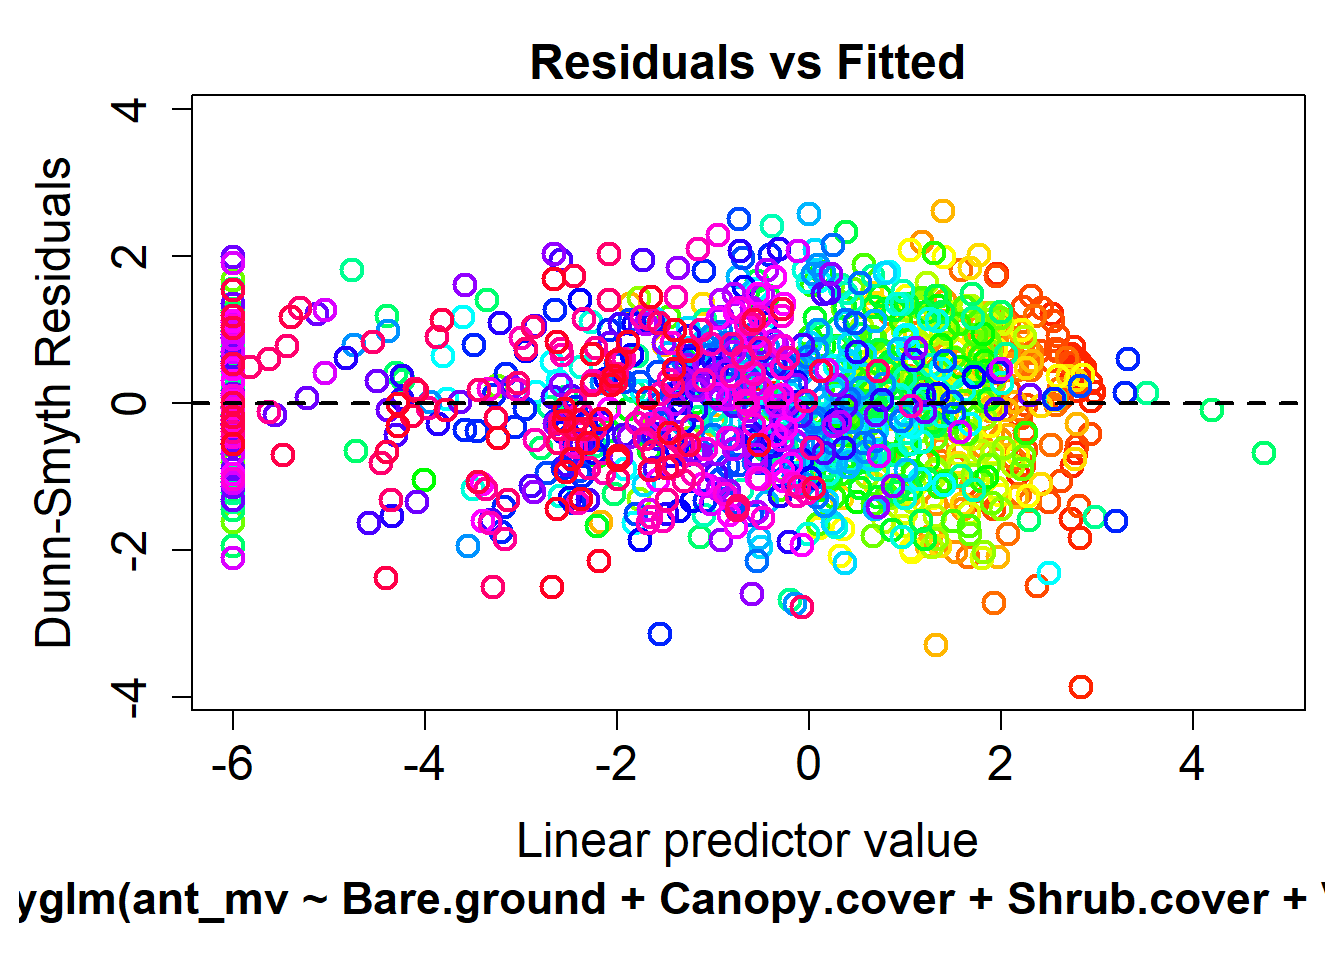 Residuals vs Fitted
4
2
0
-2
-4
Dunn-Smyth Residuals
-6 -4 -2 0 2 4
Linear predictor value
yglm(ant_mv ~ Bare.ground + Canopy.cover + Shrub.cover +